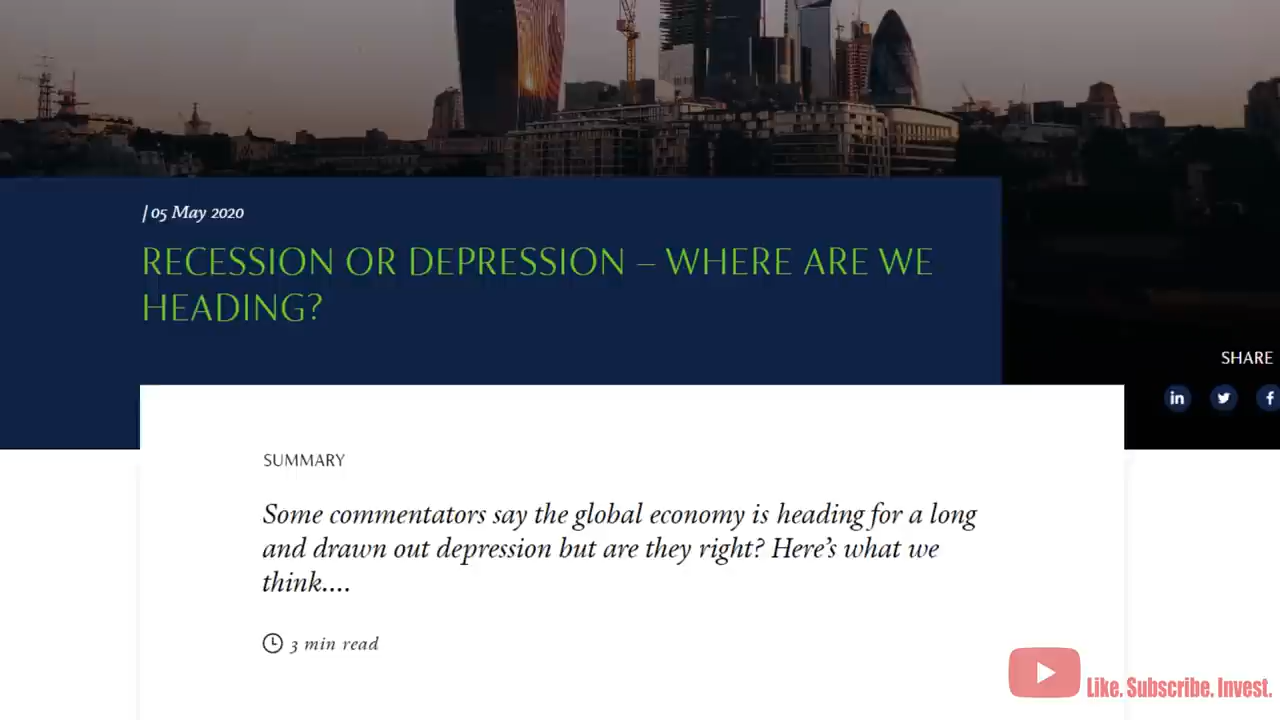 | 05 May 2020
RECESSION OR DEPRESSION – WHERE ARE WE
HEADING?
SHARE
SUMMARY
Some commentators say the global economy is heading for a long
and drawn out depression but are they right? Here's what we
think....
3 min read
Like. Subscribe. Invest.